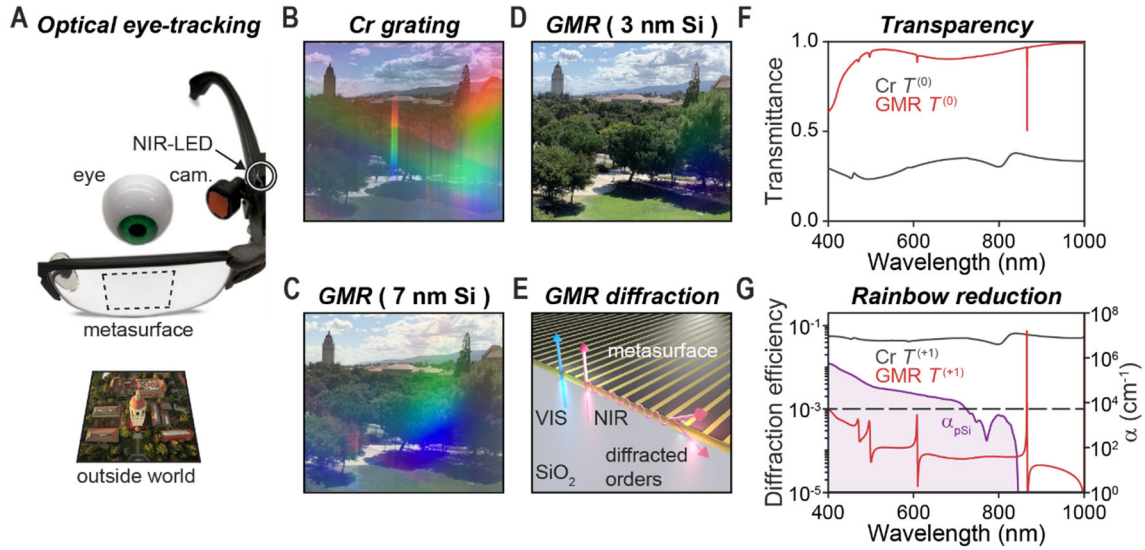 A Optical eye-tracking
NIR-LED
eye cam.
metasurface
outside world
B Cr grating
C GMR ( 7 nm Si )
D GMR ( 3 nm Si )
E GMR diffraction
metasurface
VIS NIR
SiO₂ diffracted
orders
F Transparency
Transmittance
1.0
0.5
0.0
Cr T⁽⁰⁾
GMR T⁽⁰⁾
400 600 800 1000
Wavelength (nm)
G Rainbow reduction
Diffraction efficiency
10⁻¹
10⁻³
10⁻⁵
Cr T⁽⁺¹⁾
GMR T⁽⁺¹⁾
α pSi
10⁸
10⁶
10⁴
10²
10⁰
α (cm⁻¹)
400 600 800 1000
Wavelength (nm)